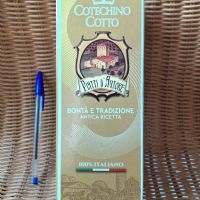 COTECHINO
COTTO
BONTÀ E TRADIZIONE
ANTICA RICETTA
100% ITALIANO